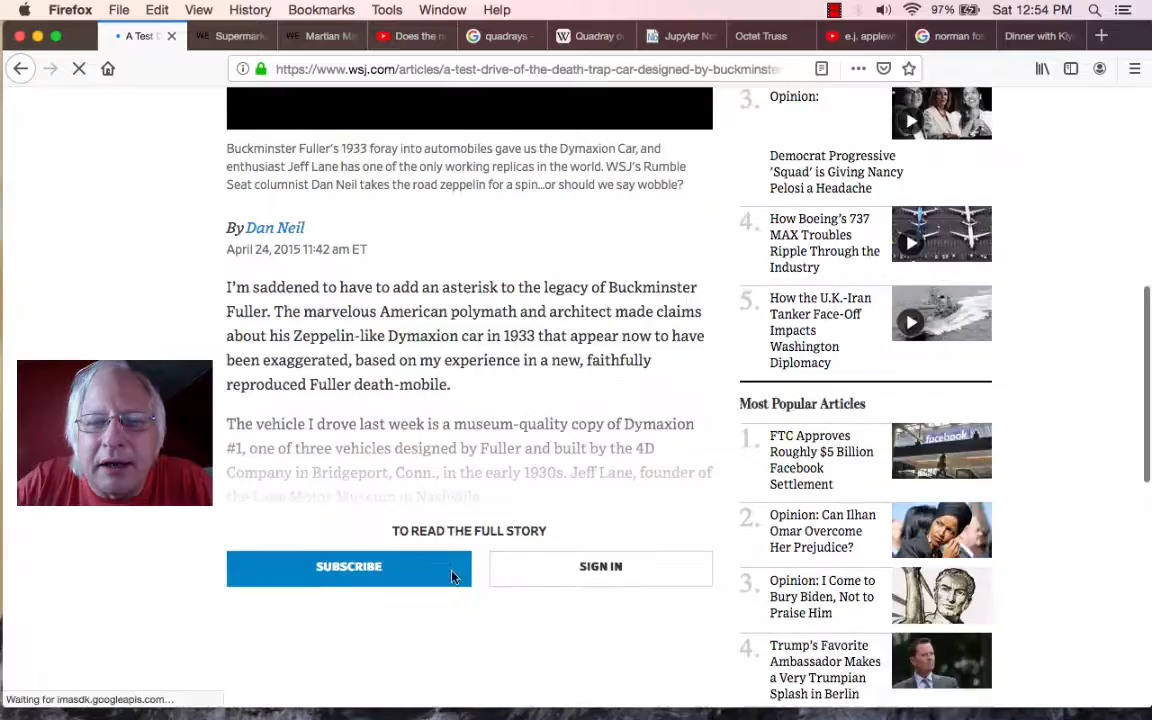 Firefox File Edit View History Bookmarks Tools Window Help 97% Sat 12:54 PM
A Test D Supermark Martian Mi Does the n quadrays - Quadray co Jupyter Net Octet Truss e.j. applew norman fos Dinner with Kiy
https://www.wsj.com/articles/a-test-drive-of-the-death-trap-car-designed-by-buckminste
Buckminster Fuller's 1933 foray into automobiles gave us the Dymaxion Car, and
enthusiast Jeff Lane has one of the only working replicas in the world. WSJ's Rumble
Seat columnist Dan Neil takes the road zeppelin for a spin...or should we say wobble?
By Dan Neil
April 24, 2015 11:42 am ET
I'm saddened to have to add an asterisk to the legacy of Buckminster
Fuller. The marvelous American polymath and architect made claims
about his Zeppelin-like Dymaxion car in 1933 that appear now to have
been exaggerated, based on my experience in a new, faithfully
reproduced Fuller death-mobile.
The vehicle I drove last week is a museum-quality copy of Dymaxion
#1, one of three vehicles designed by Fuller and built by the 4D
Company in Bridgeport, Conn., in the early 1930s. Jeff Lane, founder of
the Lane Motor Museum in Nashville
TO READ THE FULL STORY
SUBSCRIBE
SIGN IN
3. Opinion:
Democrat Progressive
'Squad' is Giving Nancy
Pelosi a Headache
4. How Boeing's 737
MAX Troubles
Ripple Through the
Industry
5. How the U.K.-Iran
Tanker Face-Off
Impacts
Washington
Diplomacy
Most Popular Articles
1. FTC Approves
Roughly $5 Billion
Facebook
Settlement
facebook
2. Opinion: Can Ilhan
Omar Overcome
Her Prejudice?
3. Opinion: I Come to
Bury Biden, Not to
Praise Him
4. Trump's Favorite
Ambassador Makes
a Very Trumpian
Splash in Berlin
Waiting for imasdk.googleapis.com...